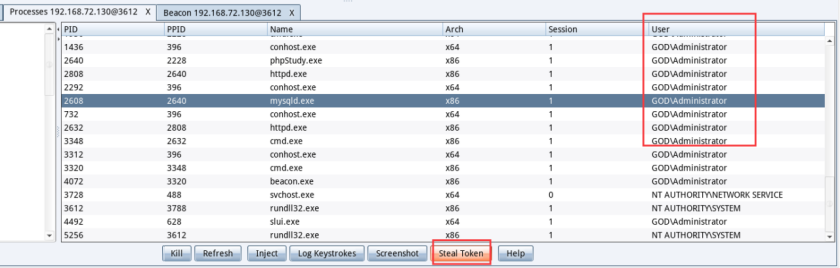 Processes 192.168.72.130@3612 X Beacon 192.168.72.130@3612 X
PID PPID Name Arch Session User
1436 396 conhost.exe x64 1 GOD\Administrator
2640 2228 phpStudy.exe x86 1 GOD\Administrator
2808 2640 httpd.exe x86 1 GOD\Administrator
2292 396 conhost.exe x64 1 GOD\Administrator
2608 2640 mysqld.exe x86 1 GOD\Administrator
732 396 conhost.exe x64 1 GOD\Administrator
2632 2808 httpd.exe x86 1 GOD\Administrator
3348 2632 cmd.exe x86 1 GOD\Administrator
3312 396 conhost.exe x64 1 GOD\Administrator
3320 3348 cmd.exe x86 1 GOD\Administrator
4072 3320 beacon.exe x86 1 GOD\Administrator
3728 488 svchost.exe x64 0 NT AUTHORITY\NETWORK SERVICE
3612 3788 rundll32.exe x86 1 NT AUTHORITY\SYSTEM
4492 628 slui.exe x64 1 GOD\Administrator
5256 3612 rundll32.exe x86 1 NT AUTHORITY\SYSTEM
Kill Refresh Inject Log Keystrokes Screenshot Steal Token Help